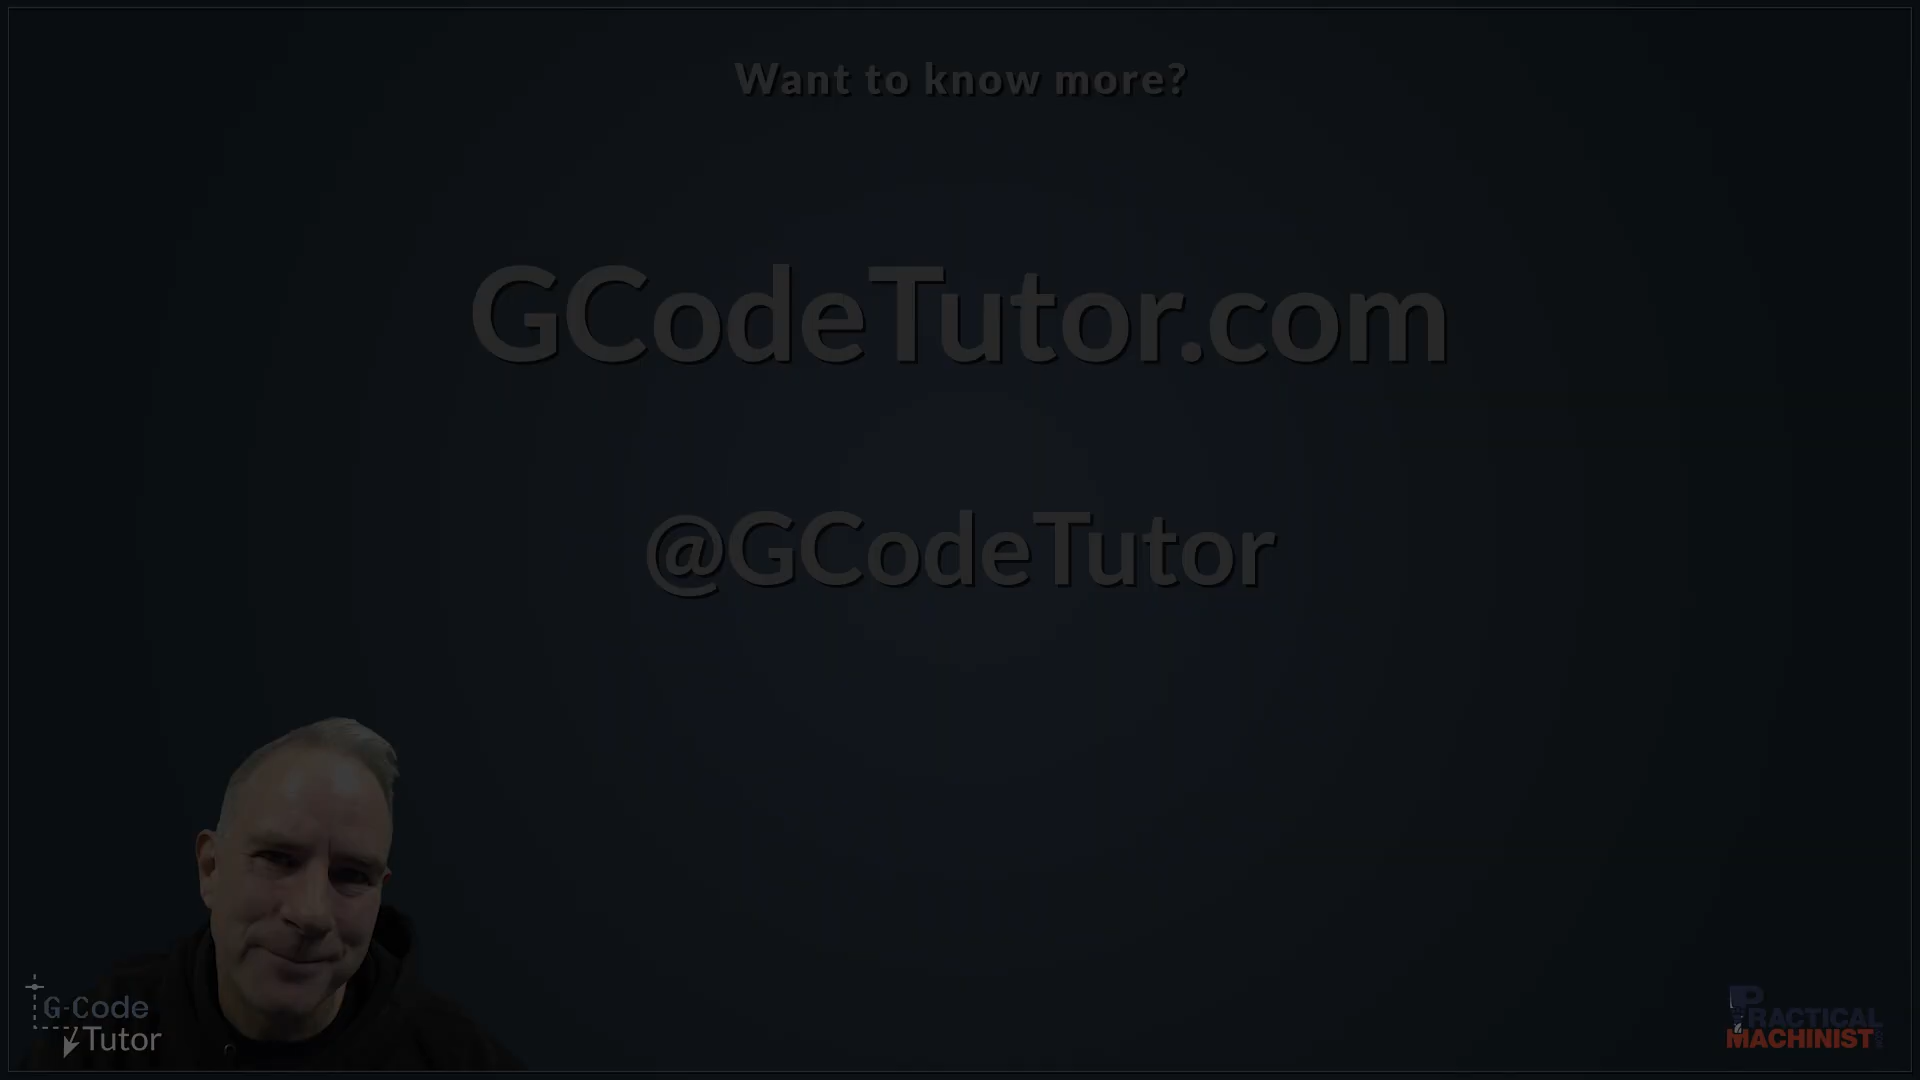 Want to know more?
GCodeTutor.com
@GCodeTutor
G-Code
Tutor
PRACTICAL
MACHINIST